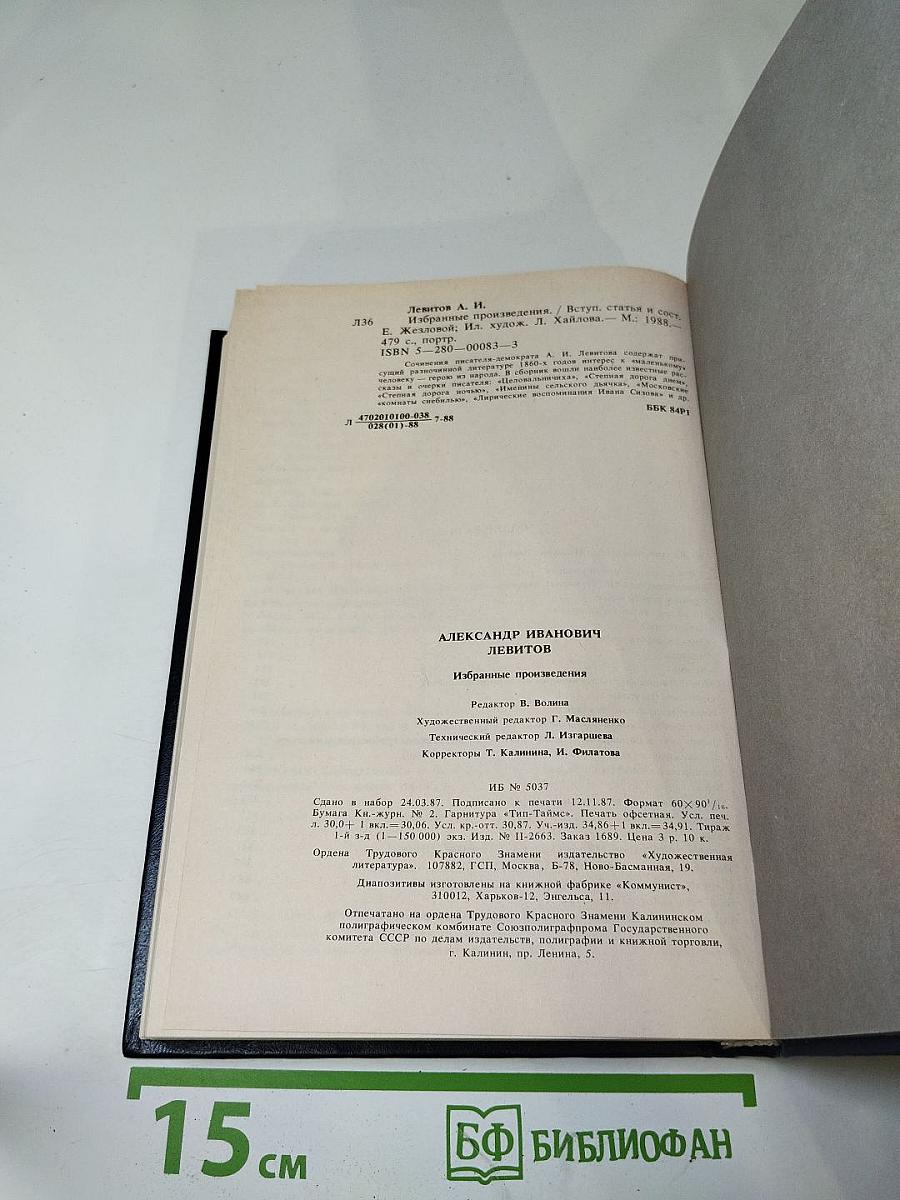 Левитов А. И.
Л36 Избранные произведения. / Вступ. статья и сост.
Е. Жезловой; Ил. худож. Л. Хайлова.— М.: 1988.—
479 с., портр.
ISBN 5—280—00083—3
Сочинения писателя-демократа А. И. Левитова содержат при-
сущий разночинной литературе 1860-х годов интерес к «маленькому»
человеку — герою из народа. В сборник вошли наиболее известные рас-
сказы и очерки писателя: «Целовальничиха», «Степная дорога днем»,
«Степная дорога ночью», «Именины сельского дьячка», «Московские
«комнаты снебилью», «Лирические воспоминания Ивана Сизова» и др.
Л 4702010100-038 7-88
028(01)-88
ББК 84Р1
АЛЕКСАНДР ИВАНОВИЧ
ЛЕВИТОВ
Избранные произведения
Редактор В. Волина
Художественный редактор Г. Масляненко
Технический редактор Л. Изгаршева
Корректоры Т. Калинина, И. Филатова
ИБ № 5037
Сдано в набор 24.03.87. Подписано к печати 12.11.87. Формат 60×90¹/₁₆.
Бумага Кн.-журн. № 2. Гарнитура «Тип-Таймс». Печать офсетная. Усл. печ.
л. 30,0+ 1 вкл.=30,06. Усл. кр.-отт. 30,87. Уч.-изд. 34,86+1 вкл.=34,91. Тираж
1-й з-д (1—150 000) экз. Изд. № II-2663. Заказ 1689. Цена 3 р. 10 к.
Ордена Трудового Красного Знамени издательство «Художественная
литература». 107882, ГСП, Москва, Б-78, Ново-Басманная, 19.
Диапозитивы изготовлены на книжной фабрике «Коммунист»,
310012, Харьков-12, Энгельса, 11.
Отпечатано на ордена Трудового Красного Знамени Калининском
полиграфическом комбинате Союзполиграфпрома Государственного
комитета СССР по делам издательств, полиграфии и книжной торговли,
г. Калинин, пр. Ленина, 5.
15 см
БФ БИБЛИОФАН